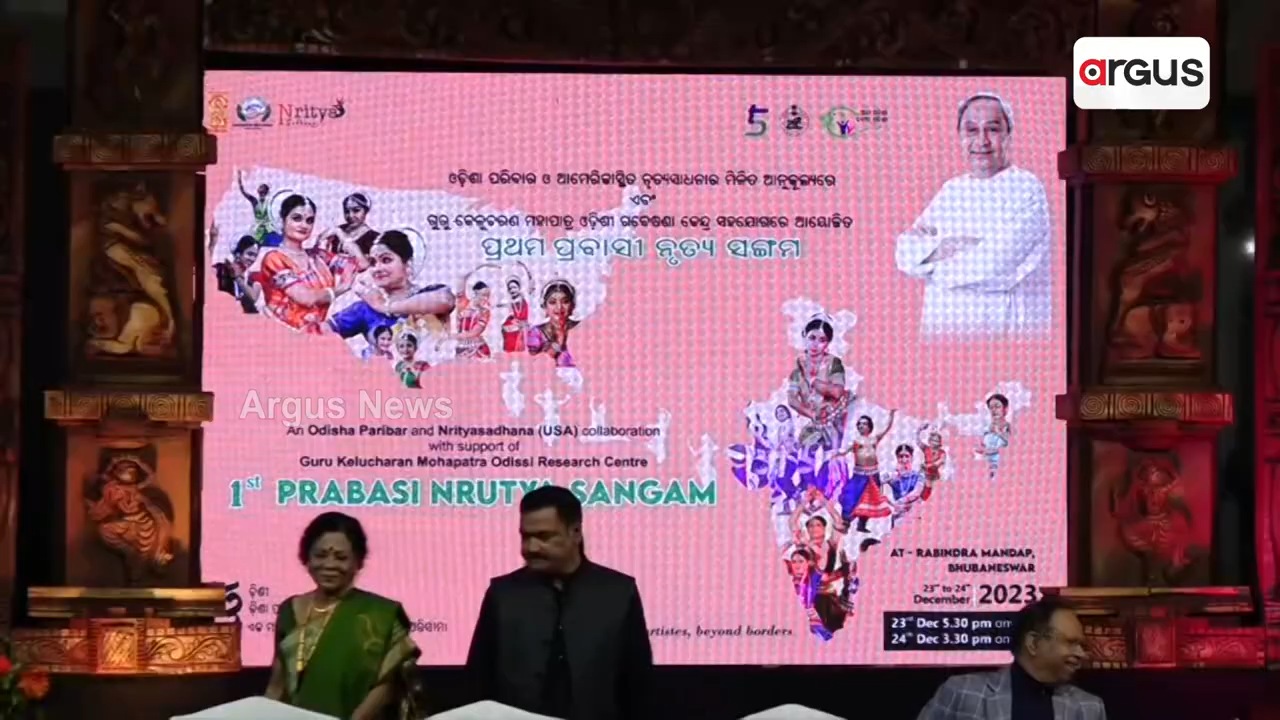 argus
Nritya
5
ଓଡ଼ିଶା ପରିବାର ଓ ଆମେରିକାସ୍ଥିତ ନୃତ୍ୟସାଧନାର ମିଳିତ ଆନୁକୂଲ୍ୟରେ
ଏବଂ
ଗୁରୁ କେଳୁଚରଣ ମହାପାତ୍ର ଓଡ଼ିଶୀ ଗବେଷଣା କେନ୍ଦ୍ର ସହଯୋଗରେ ଆୟୋଜିତ
ପ୍ରଥମ ପ୍ରବାସୀ ନୃତ୍ୟ ସଙ୍ଗମ
Argus News
An Odisha Paribar and Nrityasadhana (USA) collaboration
with support of
Guru Kelucharan Mohapatra Odissi Research Centre
1st PRABASI NRUTYA SANGAM
AT - RABINDRA MANDAP,
BHUBANESWAR
23rd to 24th
December 2023
23rd Dec 5.30 pm
24th Dec 3.30 pm
ଓଡ଼ିଶୀ
artistes, beyond borders.